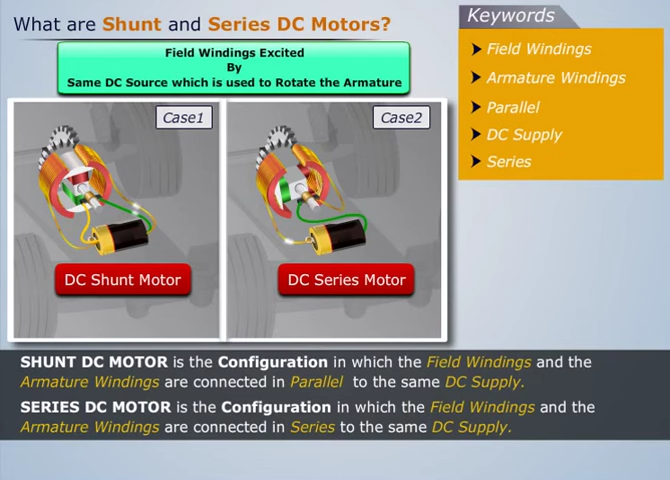 What are Shunt and Series DC Motors?
Field Windings Excited
By
Same DC Source which is used to Rotate the Armature
Case1
Case2
DC Shunt Motor
DC Series Motor
Keywords
Field Windings
Armature Windings
Parallel
DC Supply
Series
SHUNT DC MOTOR is the Configuration in which the Field Windings and the
Armature Windings are connected in Parallel to the same DC Supply.
SERIES DC MOTOR is the Configuration in which the Field Windings and the
Armature Windings are connected in Series to the same DC Supply.